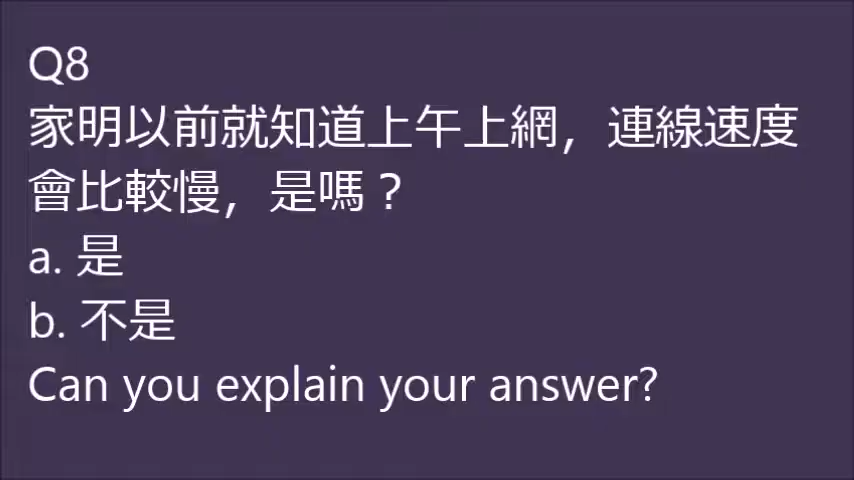 Q8
家明以前就知道上午上網，連線速度
會比較慢，是嗎？
a. 是
b. 不是
Can you explain your answer?